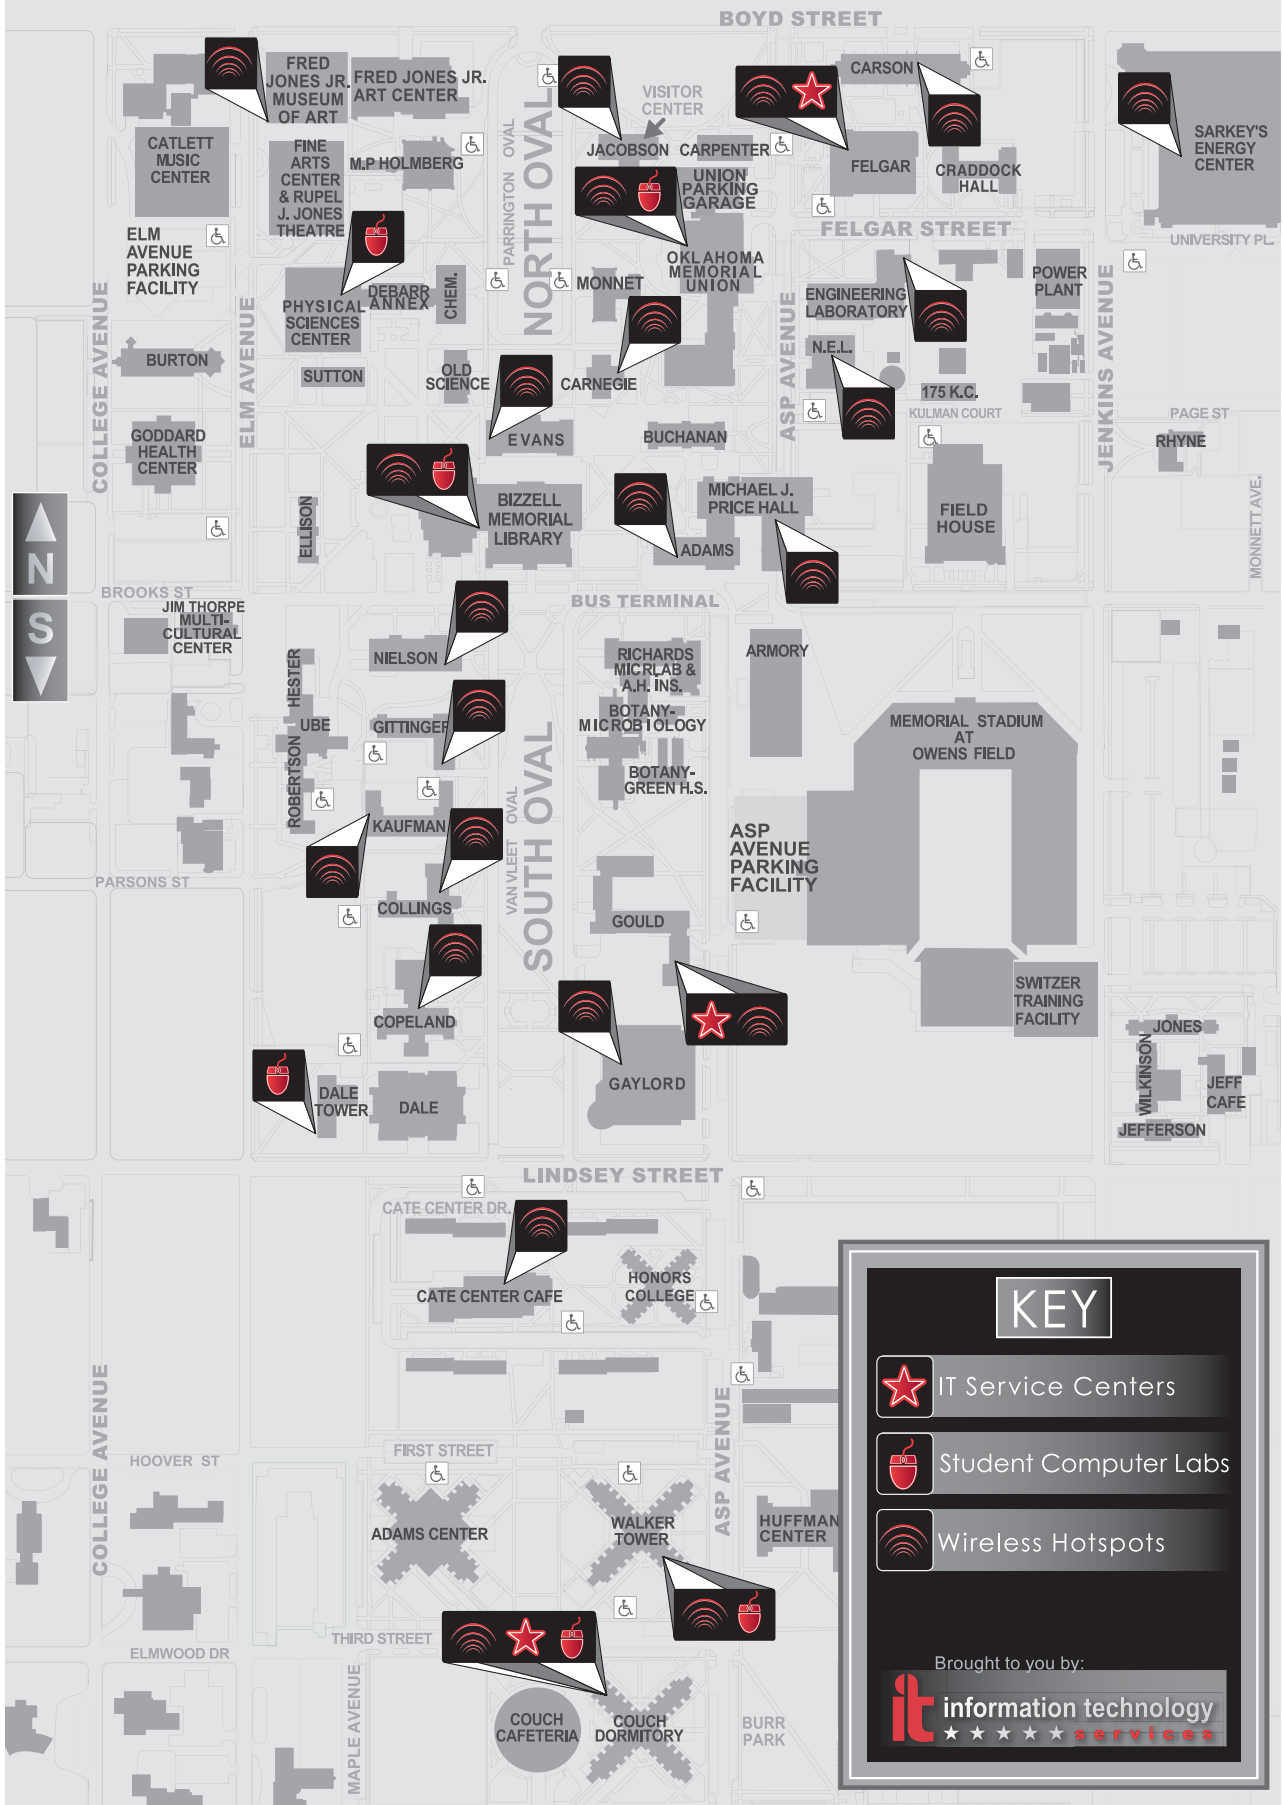 BOYD STREET
FRED
JONES JR.
MUSEUM
OF ART
FRED JONES JR.
ART CENTER
VISITOR
CENTER
CARSON
CATLETT
MUSIC
CENTER
FINE
ARTS
CENTER
& RUPEL
J. JONES
THEATRE
M.P HOLMBERG
PARRINGTON OVAL
NORTH OVAL
JACOBSON
CARPENTER
UNION
PARKING
GARAGE
FELGAR
CRADDOCK
HALL
SARKEY'S
ENERGY
CENTER
FELGAR STREET
UNIVERSITY PL.
ELM
AVENUE
PARKING
FACILITY
PHYSICAL
SCIENCES
CENTER
DEBARR
ANNEX
CHEM.
MONNET
OKLAHOMA
MEMORIAL
UNION
ENGINEERING
LABORATORY
POWER
PLANT
COLLEGE AVENUE
ELM AVENUE
ASP AVENUE
JENKINS AVENUE
BURTON
SUTTON
OLD
SCIENCE
CARNEGIE
N.E.L.
175 K.C.
KULMAN COURT
PAGE ST
GODDARD
HEALTH
CENTER
EVANS
BUCHANAN
RHYNE
N
S
ELLISON
BIZZELL
MEMORIAL
LIBRARY
MICHAEL J.
PRICE HALL
ADAMS
FIELD
HOUSE
MONNETT AVE.
BROOKS ST
BUS TERMINAL
JIM THORPE
MULTI-
CULTURAL
CENTER
HESTER
NIELSON
RICHARDS
MICRLAB &
A.H. INS.
ARMORY
UBE
GITTINGER
BOTANY-
MICROBIOLOGY
MEMORIAL STADIUM
AT
OWENS FIELD
ROBERTSON
BOTANY-
GREEN H.S.
KAUFMAN
VAN VLEET OVAL
SOUTH OVAL
ASP
AVENUE
PARKING
FACILITY
PARSONS ST
COLLINGS
GOULD
COPELAND
SWITZER
TRAINING
FACILITY
JONES
WILKINSON
JEFF
CAFE
JEFFERSON
DALE
TOWER
DALE
GAYLORD
LINDSEY STREET
CATE CENTER DR.
CATE CENTER CAFE
HONORS
COLLEGE
COLLEGE AVENUE
ASP AVENUE
HOOVER ST
FIRST STREET
ADAMS CENTER
WALKER
TOWER
HUFFMAN
CENTER
THIRD STREET
ELMWOOD DR
MAPLE AVENUE
COUCH
CAFETERIA
COUCH
DORMITORY
BURR
PARK
KEY
IT Service Centers
Student Computer Labs
Wireless Hotspots
Brought to you by:
it information technology
services